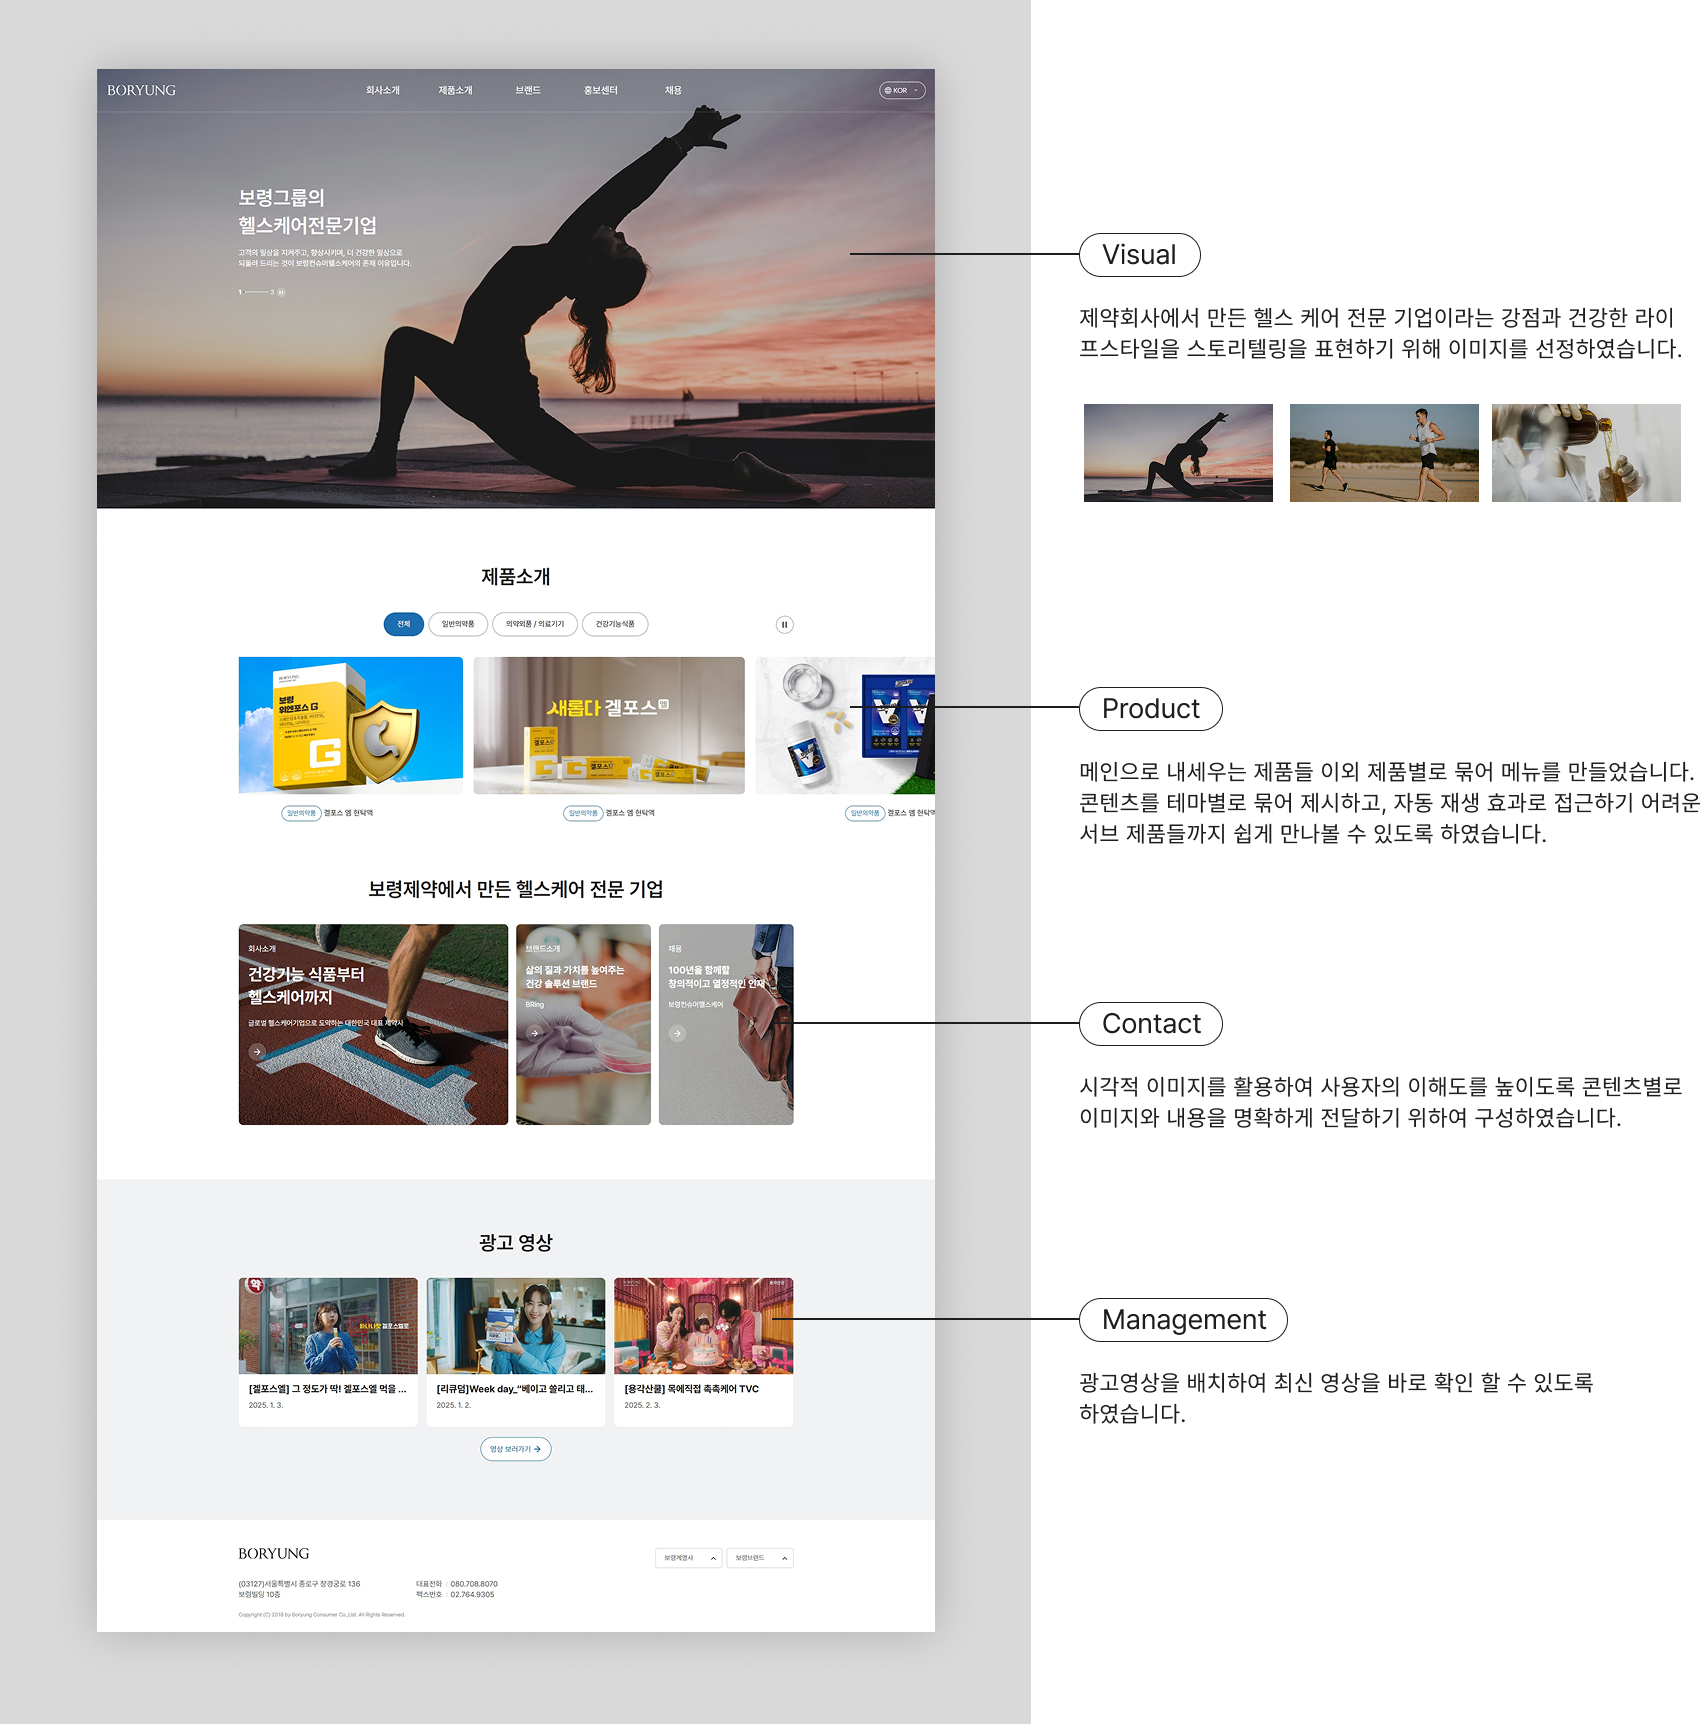 BORYUNG
회사소개
제품소개
브랜드
홍보센터
채용
KOR
보령그룹의
헬스케어전문기업
고객의 일상을 지켜주고, 향상시키며, 더 건강한 일상으로
되돌려 드리는 것이 보령컨슈머헬스케어의 존재 이유입니다.
1
3
Visual
제약회사에서 만든 헬스 케어 전문 기업이라는 강점과 건강한 라이
프스타일을 스토리텔링을 표현하기 위해 이미지를 선정하였습니다.
제품소개
전체
일반의약품
의약외품 / 의료기기
건강기능식품
BORYUNG
보령
위엔포스 G
G
새롭다 겔포스엘
겔포스엘
일반의약품 겔포스 엠 현탁액
일반의약품 겔포스 엠 현탁액
일반의약품 겔포스 엠 현탁액
Product
메인으로 내세우는 제품들 이외 제품별로 묶어 메뉴를 만들었습니다.
콘텐츠를 테마별로 묶어 제시하고, 자동 재생 효과로 접근하기 어려운
서브 제품들까지 쉽게 만나볼 수 있도록 하였습니다.
보령제약에서 만든 헬스케어 전문 기업
회사소개
건강기능 식품부터
헬스케어까지
글로벌 헬스케어기업으로 도약하는 대한민국 대표 제약사
브랜드소개
삶의 질과 가치를 높여주는
건강 솔루션 브랜드
BRing
채용
100년을 함께할
창의적이고 열정적인 인재
보령컨슈머헬스케어
Contact
시각적 이미지를 활용하여 사용자의 이해도를 높이도록 콘텐츠별로
이미지와 내용을 명확하게 전달하기 위하여 구성하였습니다.
광고 영상
약
바나나맛 겔포스엘로
[겔포스엘] 그 정도가 딱! 겔포스엘 먹을 ...
2025. 1. 3.
[리큐덤]Week day_"베이고 쓸리고 태...
2025. 1. 2.
[용각산쿨] 목에직접 촉촉케어 TVC
2025. 2. 3.
영상 보러가기
Management
광고영상을 배치하여 최신 영상을 바로 확인 할 수 있도록
하였습니다.
BORYUNG
보령계열사
보령브랜드
(03127)서울특별시 종로구 창경궁로 136
보령빌딩 10층
대표전화 : 080.708.8070
팩스번호 : 02.764.9305
Copyright (C) 2018 by Boryung Consumer Co.,Ltd. All Rights Reserved.